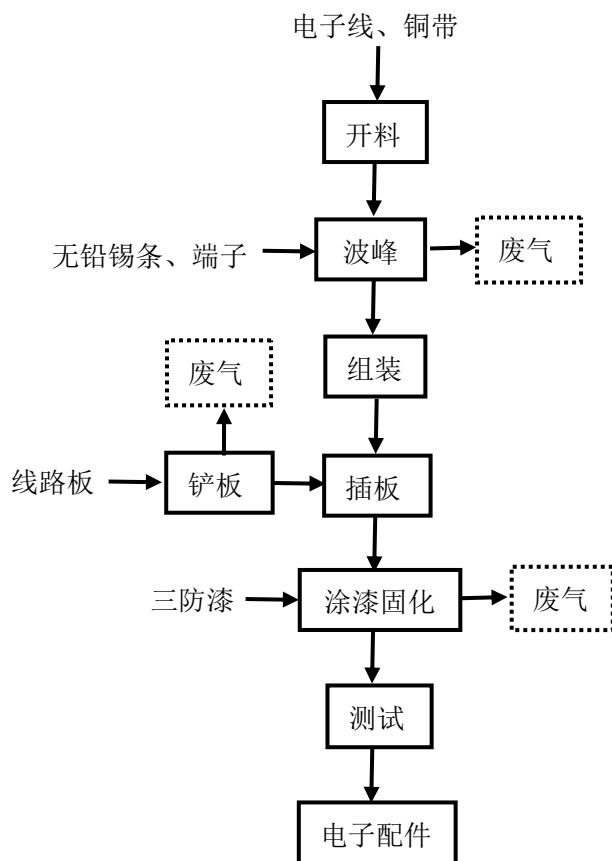 电子线、铜带
开料
无铅锡条、端子
波峰
废气
废气
组装
线路板
铲板
插板
三防漆
涂漆固化
废气
测试
电子配件